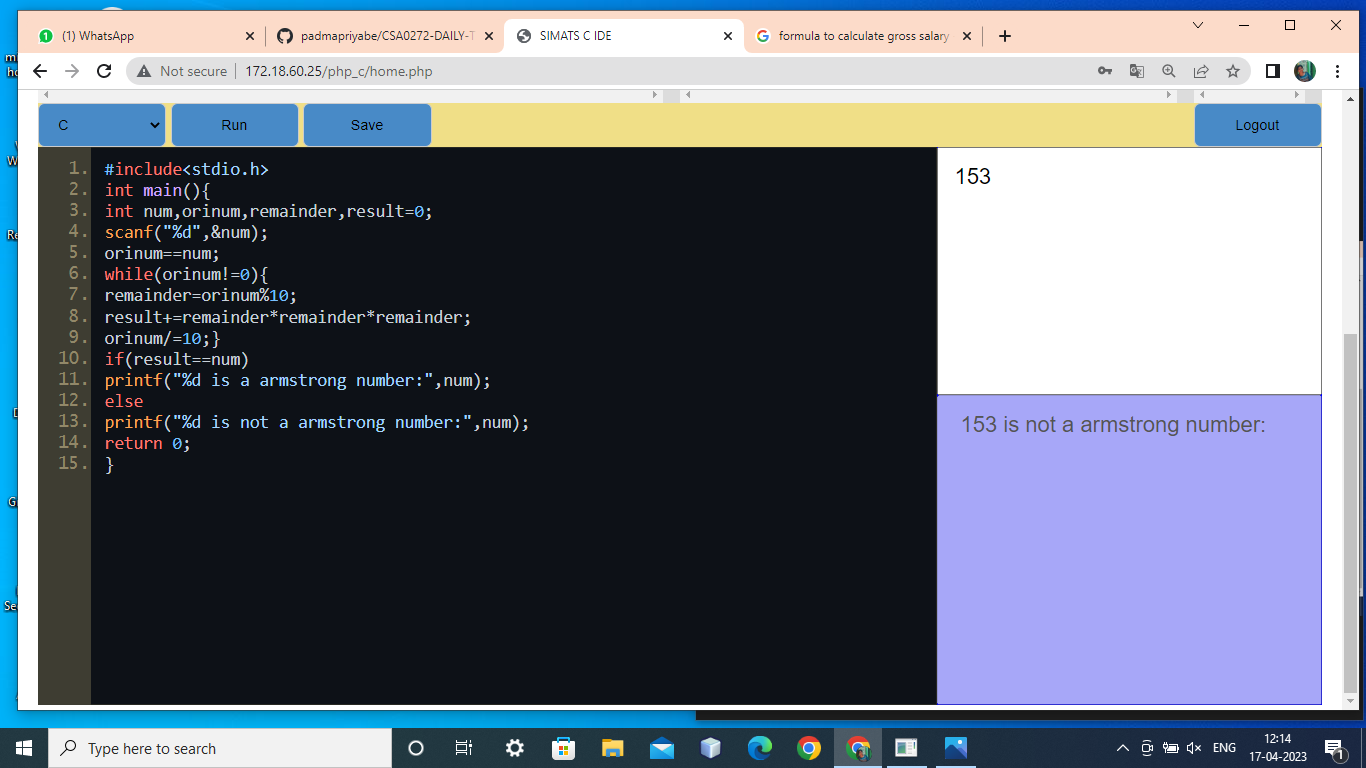 (1) WhatsApp
padmapriyabe/CSA0272-DAILY-T
SIMATS C IDE
formula to calculate gross salary
Not secure
172.18.60.25/php_c/home.php
C
Run
Save
Logout
1. #include<stdio.h>
2. int main(){
3. int num,orinum,remainder,result=0;
4. scanf("%d",&num);
5. orinum==num;
6. while(orinum!=0){
7. remainder=orinum%10;
8. result+=remainder*remainder*remainder;
9. orinum/=10;}
10. if(result==num)
11. printf("%d is a armstrong number:",num);
12. else
13. printf("%d is not a armstrong number:",num);
14. return 0;
15. }
153
153 is not a armstrong number:
Type here to search
ENG
12:14
17-04-2023
1